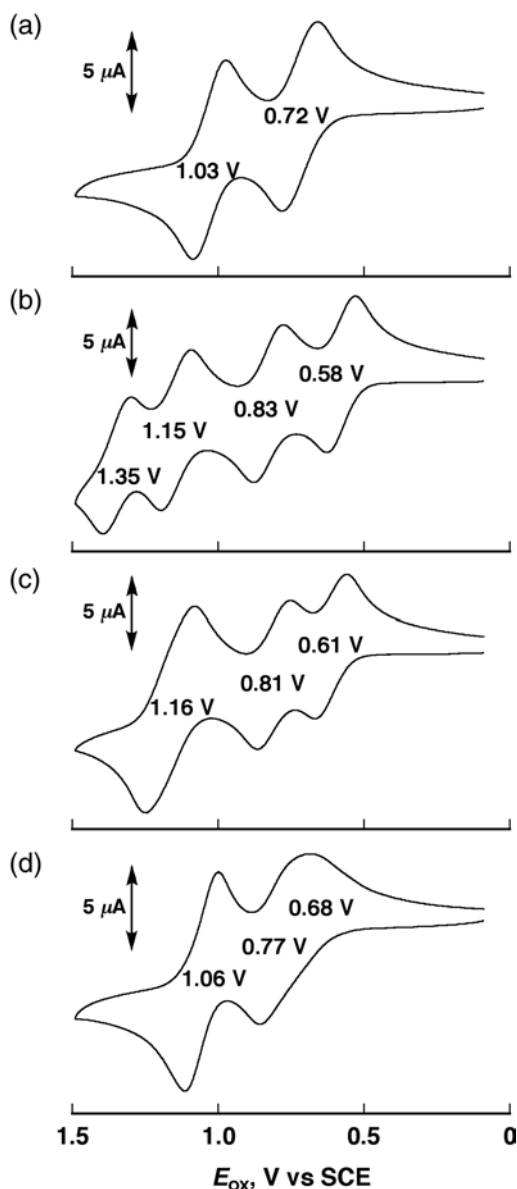 (a)
5 μA
0.72 V
1.03 V
(b)
5 μA
0.58 V
0.83 V
1.15 V
1.35 V
(c)
5 μA
0.61 V
0.81 V
1.16 V
(d)
5 μA
0.68 V
0.77 V
1.06 V
1.5 1.0 0.5 0
Eox, V vs SCE